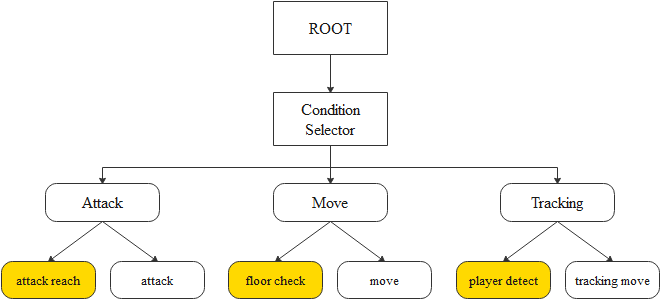 ROOT
Condition
Selector
Attack
Move
Tracking
attack reach
attack
floor check
move
player detect
tracking move